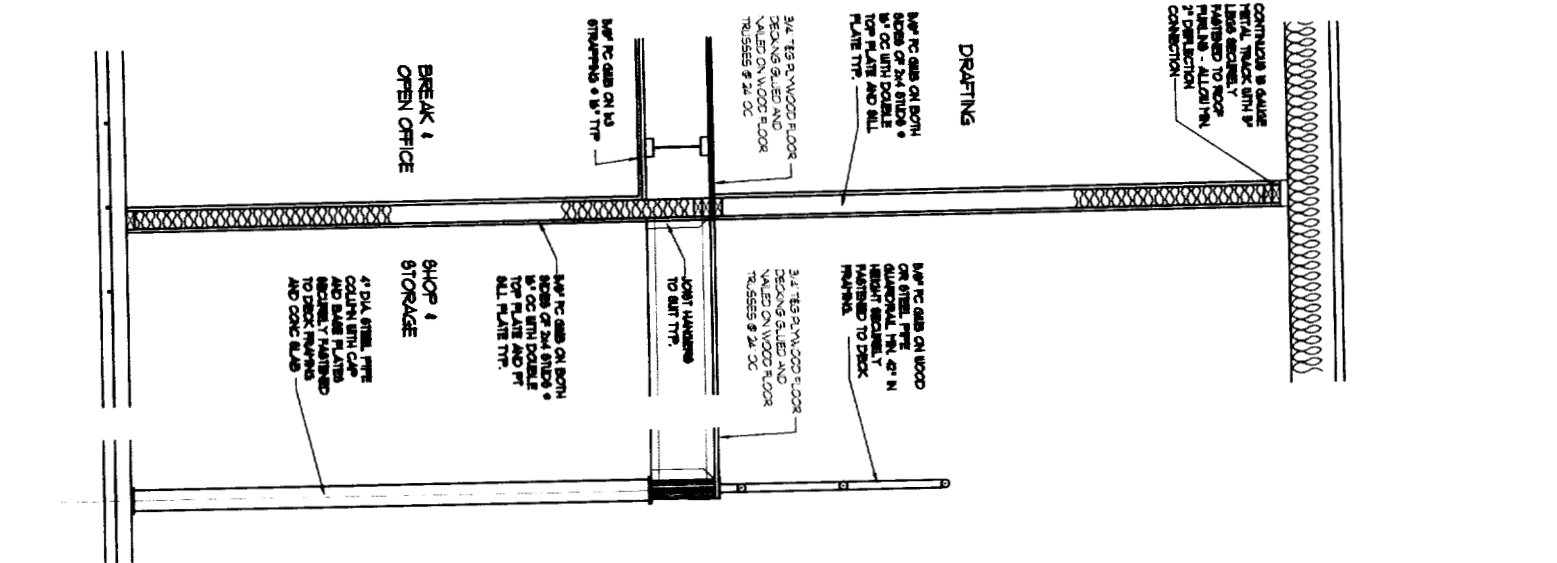 CONTINUOUS 18 GAUGE
METAL TRACK WITH 3"
LEGS SECURELY
FASTENED TO ROOF
PURLINS - ALLOW MIN.
2" DEFLECTION
CONNECTION
DRAFTING
5/8" FC GWB ON BOTH
SIDES OF 2x4 STUDS @
16" OC WITH DOUBLE
TOP PLATE AND SILL
PLATE TYP.
3/4 T&G PLYWOOD FLOOR
DECKING GLUED AND
NAILED ON WOOD FLOOR
TRUSSES @ 24 OC
5/8" FC GWB ON 1x3
STRAPPING @ 16" TYP
BREAK &
OPEN OFFICE
5/8" FC GWB ON WOOD
OR STEEL PIPE
GUARDRAIL MIN. 42" IN
HEIGHT SECURELY
FASTENED TO DECK
FRAMING.
3/4 T&G PLYWOOD FLOOR
DECKING GLUED AND
NAILED ON WOOD FLOOR
TRUSSES @ 24 OC
JOIST HANGERS
TO SUIT TYP.
5/8" FC GWB ON BOTH
SIDES OF 2x4 STUDS @
16" OC WITH DOUBLE
TOP PLATE AND PT
SILL PLATE TYP.
SHOP &
STORAGE
4" DIA. STEEL PIPE
COLUMN WITH CAP
AND BASE PLATES
SECURELY FASTENED
TO DECK FRAMING
AND CONC SLAB